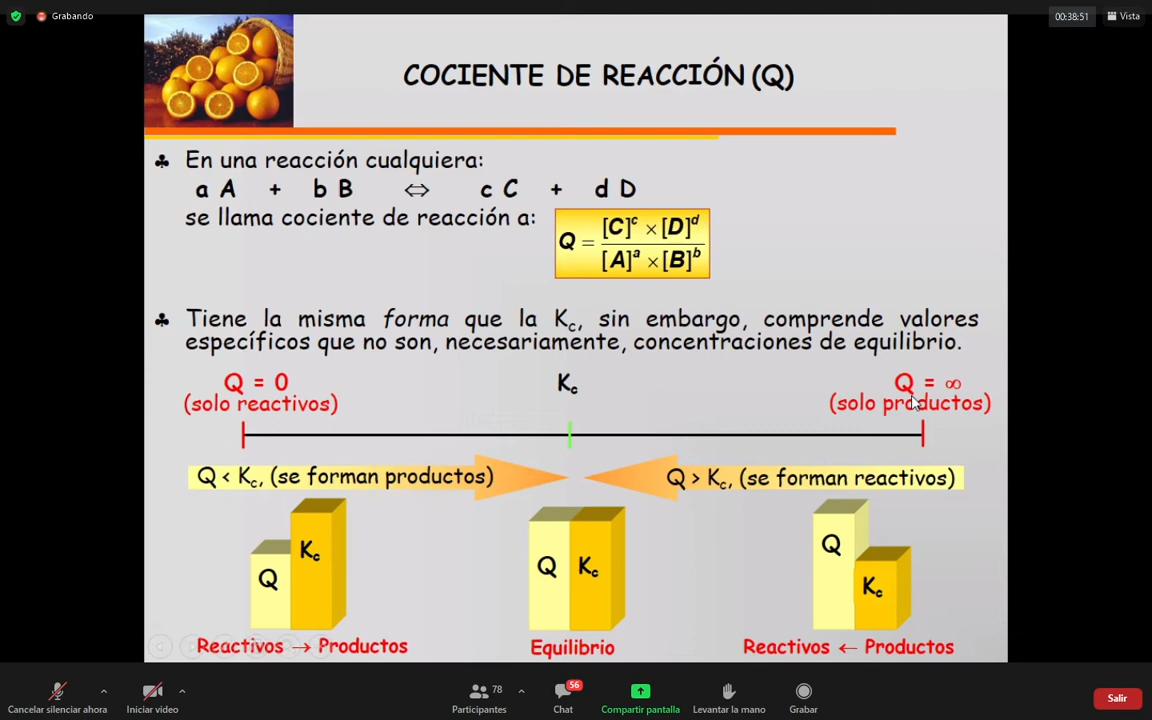 Grabando
00:38:51
Vista
COCIENTE DE REACCIÓN (Q)
♣ En una reacción cualquiera:
a A + b B ⇔ c C + d D
se llama cociente de reacción a:
Q = [C]^c × [D]^d / [A]^a × [B]^b
♣ Tiene la misma forma que la Kc, sin embargo, comprende valores
específicos que no son, necesariamente, concentraciones de equilibrio.
Q = 0 Kc Q = ∞
(solo reactivos) (solo productos)
Q < Kc, (se forman productos) Q > Kc, (se forman reactivos)
Q Kc Q Kc Q Kc
Reactivos → Productos Equilibrio Reactivos ← Productos
78 56
Cancelar silenciar ahora Iniciar video Participantes Chat Compartir pantalla Levantar la mano Grabar Salir